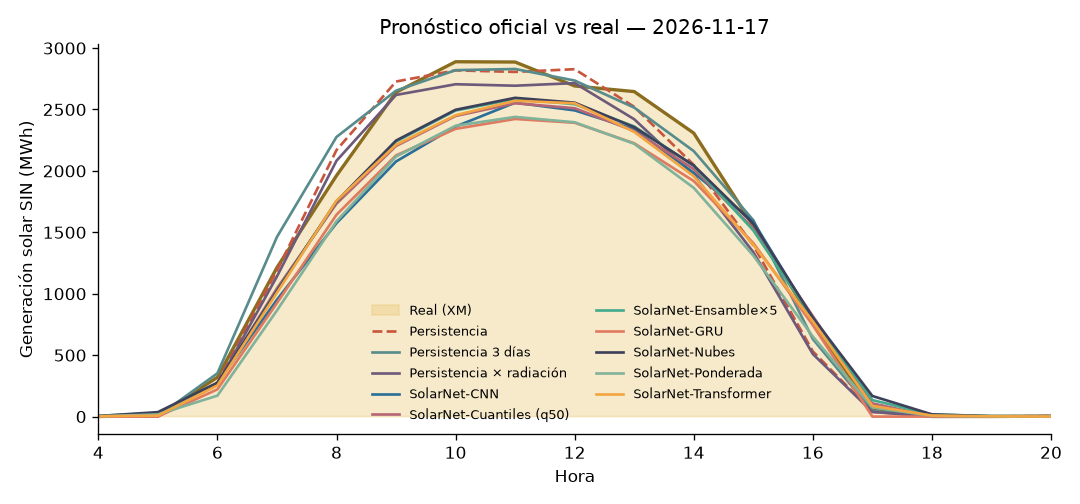 Pronóstico oficial vs real — 2026-11-17
Generación solar SIN (MWh)
3000
2500
2000
1500
1000
500
0
Real (XM)
Persistencia
Persistencia 3 días
Persistencia × radiación
SolarNet-CNN
SolarNet-Cuantiles (q50)
SolarNet-Ensamble×5
SolarNet-GRU
SolarNet-Nubes
SolarNet-Ponderada
SolarNet-Transformer
4 6 8 10 12 14 16 18 20
Hora